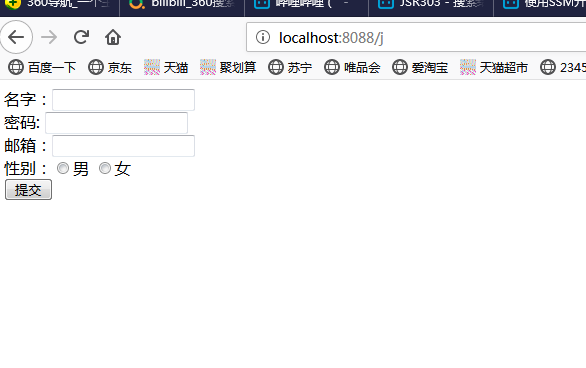 360导航_一个
bilibili_360搜索
哔哩哔哩 (
JSR303 - 搜索
使用SSM开
localhost:8088/j
百度一下 京东 天猫 聚划算 苏宁 唯品会 爱淘宝 天猫超市 2345
名字：
密码:
邮箱：
性别： 男 女
提交